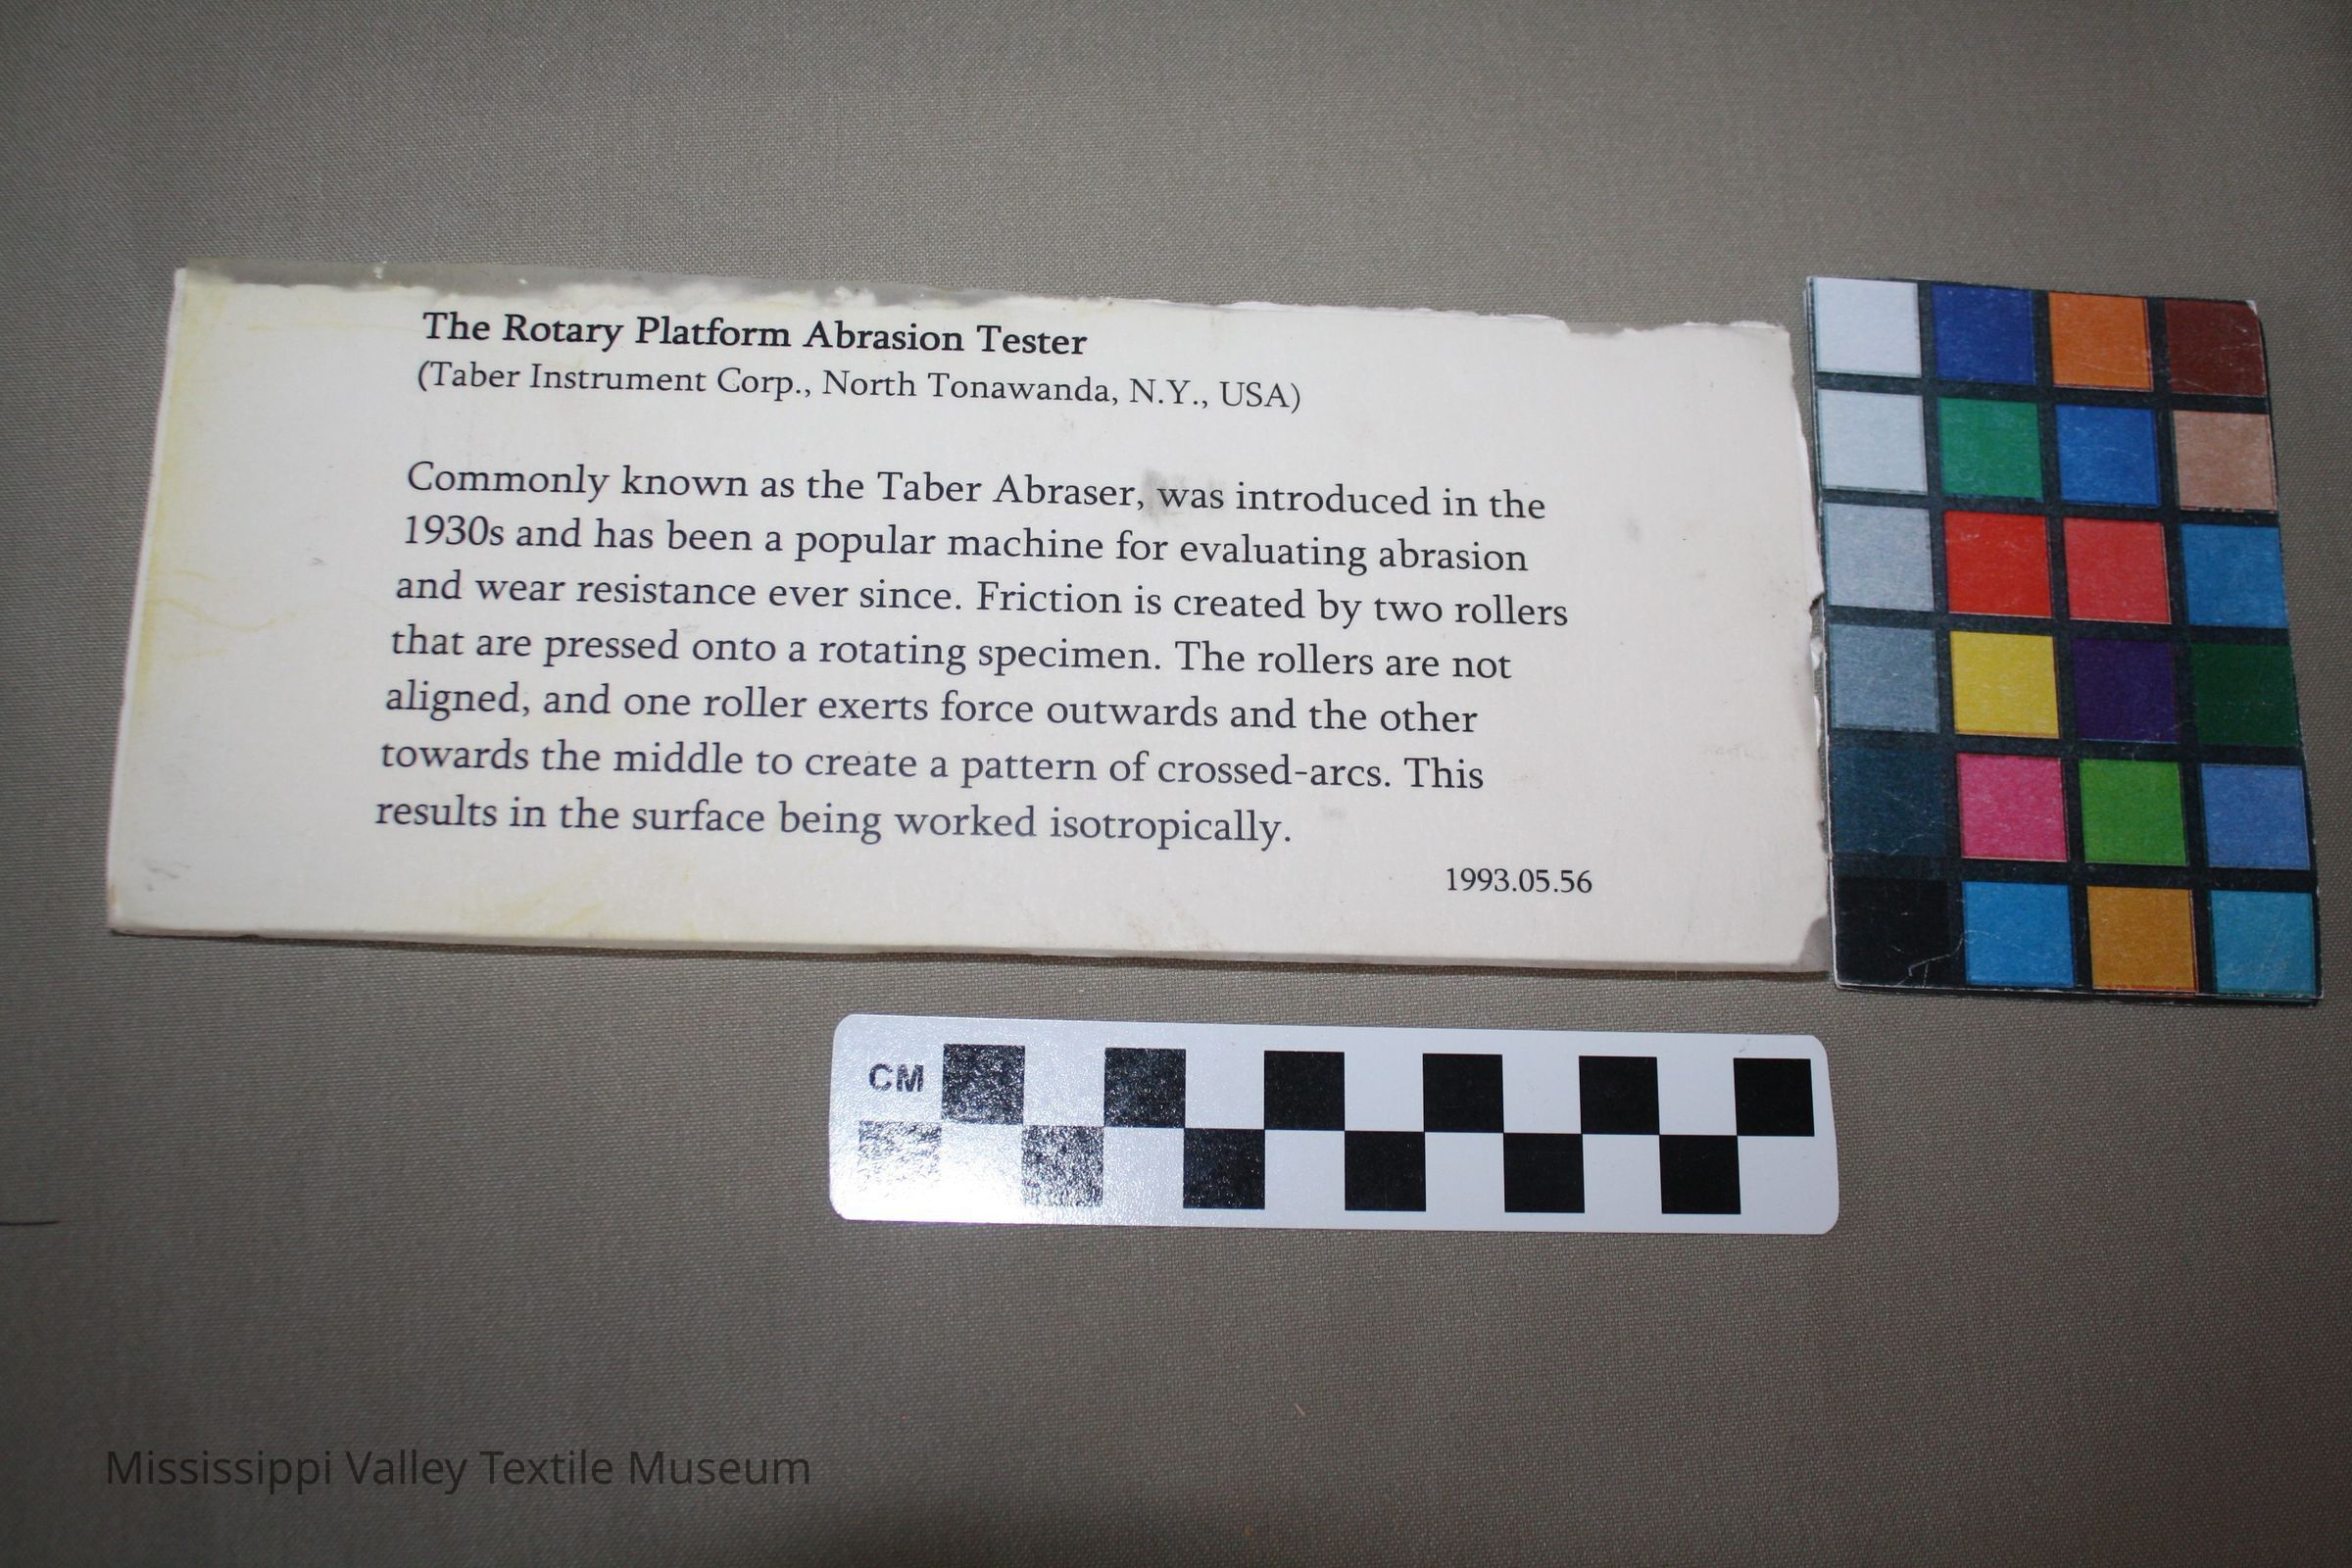 The Rotary Platform Abrasion Tester
(Taber Instrument Corp., North Tonawanda, N.Y., USA)
Commonly known as the Taber Abraser, was introduced in the
1930s and has been a popular machine for evaluating abrasion
and wear resistance ever since. Friction is created by two rollers
that are pressed onto a rotating specimen. The rollers are not
aligned, and one roller exerts force outwards and the other
towards the middle to create a pattern of crossed-arcs. This
results in the surface being worked isotropically.
1993.05.56
CM
Mississippi Valley Textile Museum